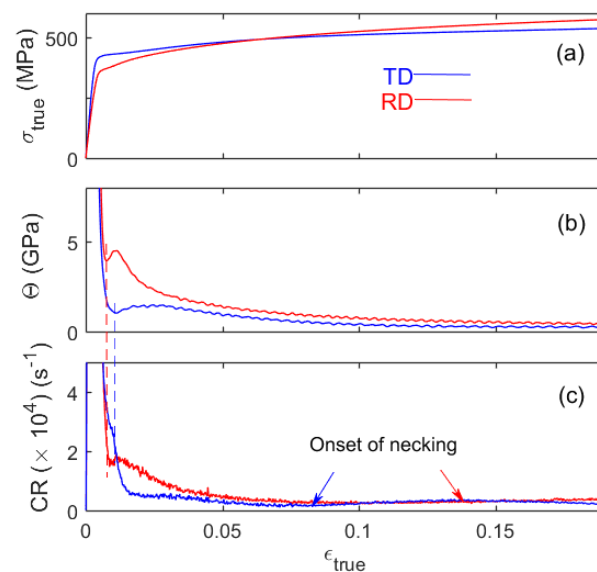 500
0
σtrue (MPa)
(a)
TD
RD
5
0
Θ (GPa)
(b)
4
2
0
CR (× 10⁴) (s⁻¹)
(c)
Onset of necking
0 0.05 0.1 0.15
ϵtrue